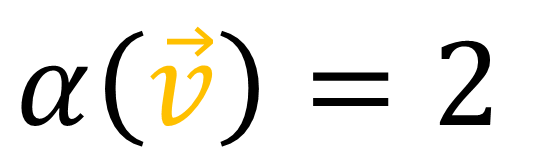 α(v⃗) = 2